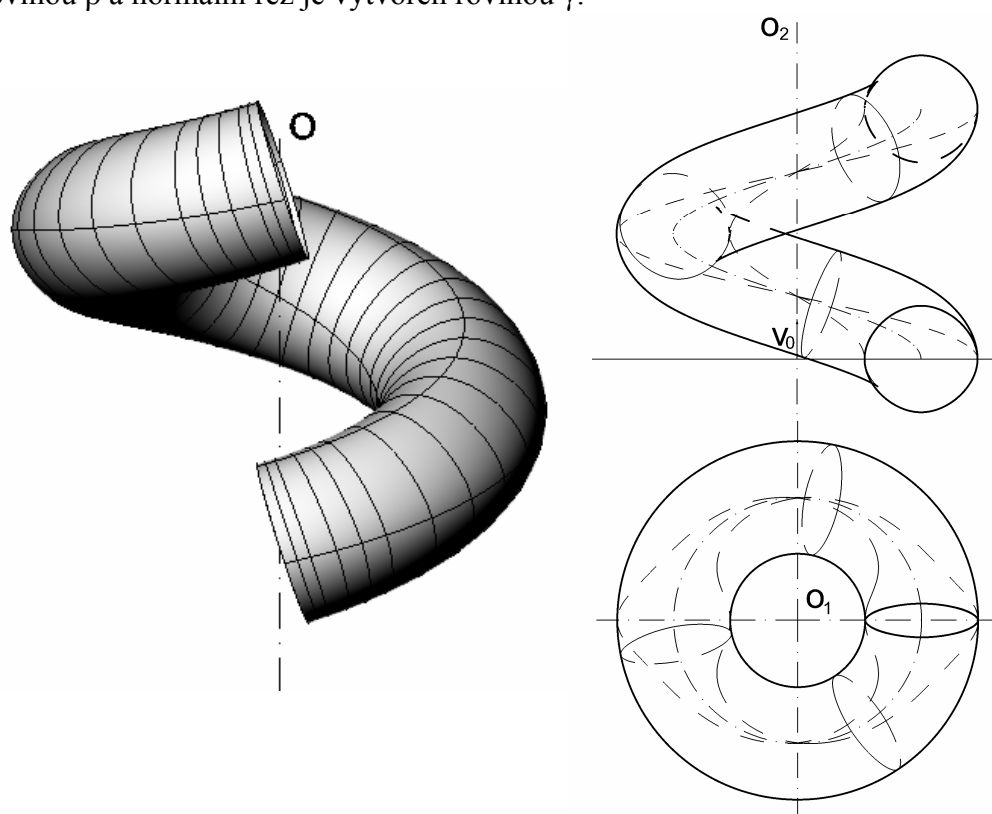 rovinou ρ a normální řez je vytvořen rovinou γ.
O
O₂
V₀
O₁